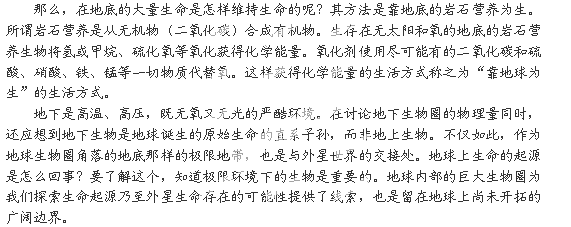 那么，在地底的大量生命是怎样维持生命的呢？其方法是靠地底的岩石营养为生。
所谓岩石营养是从无机物（二氧化碳）合成有机物。生存在无太阳和氧的地底的岩石营
养生物将氢或甲烷、硫化氧等氧化获得化学能量。氧化剂使用尽可能有的二氧化碳和硫
酸、硝酸、铁、锰等一切物质代替氧。这样获得化学能量的生活方式称之为“靠地球为
生”的生活方式。
地下是高温、高压，既无氧又无光的严酷环境。在讨论地下生物圈的物理量同时，
还应想到地下生物是地球诞生的原始生命的直系子孙，而非地上生物。不仅如此，作为
地球生物圈角落的地底那样的极限地带，也是与外星世界的交接处。地球上生命的起源
是怎么回事？要了解这个，知道极限环境下的生物是重要的。地球内部的巨大生物圈为
我们探索生命起源乃至外星生命存在的可能性提供了线索，也是留在地球上尚未开拓的
广阔边界。